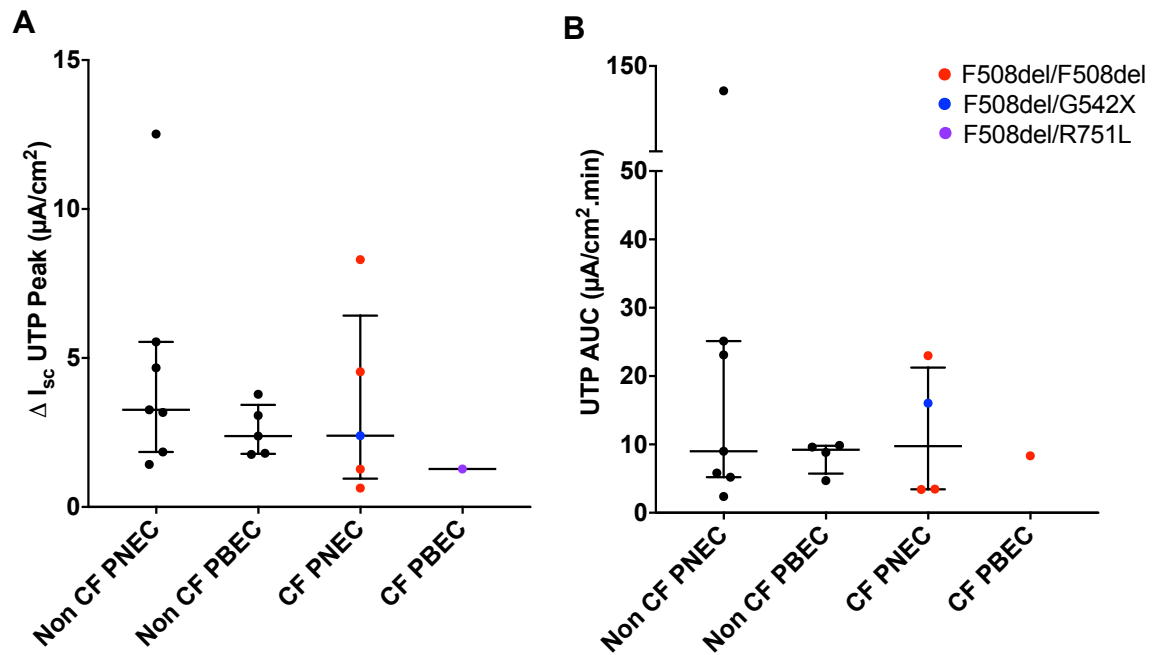 A
Δ Isc UTP Peak (µA/cm²)
15
10
5
0
Non CF PNEC
Non CF PBEC
CF PNEC
CF PBEC
B
UTP AUC (µA/cm².min)
150
50
40
30
20
10
0
Non CF PNEC
Non CF PBEC
CF PNEC
CF PBEC
F508del/F508del
F508del/G542X
F508del/R751L